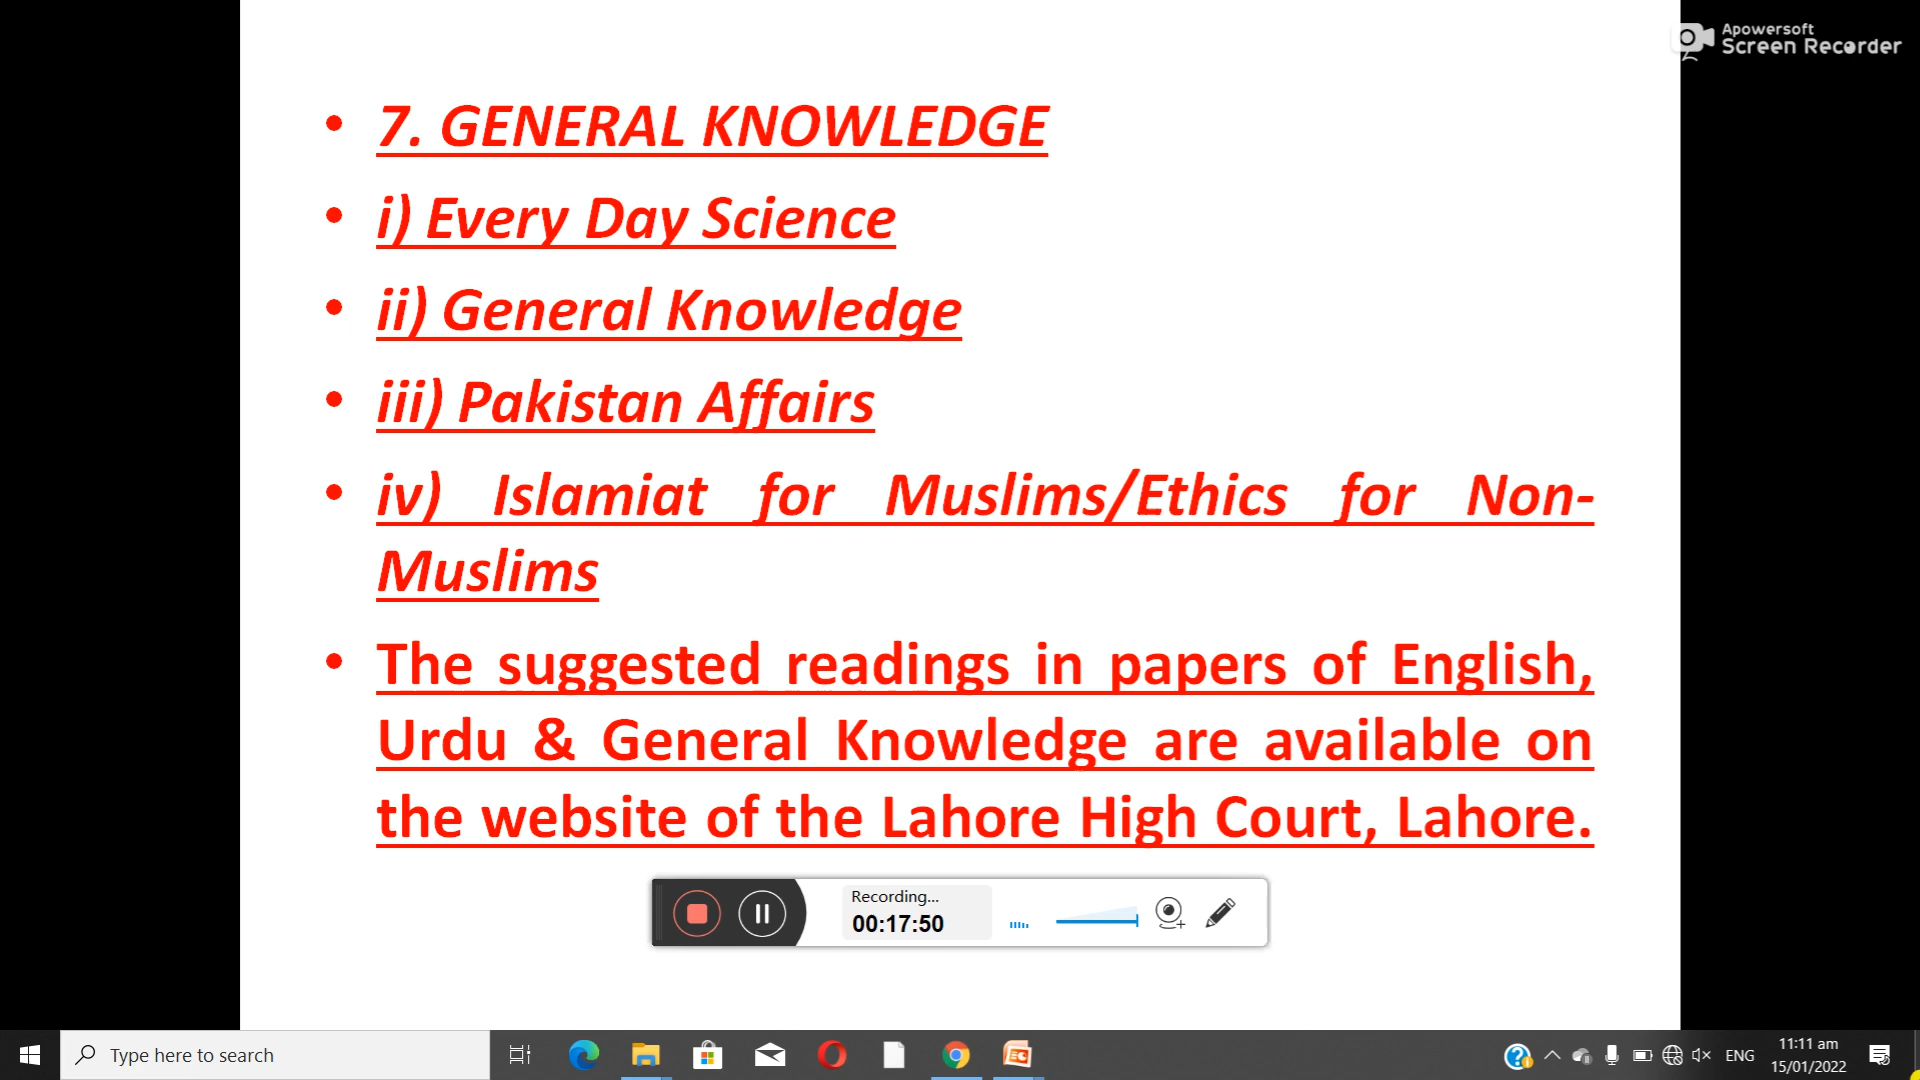 Apowersoft
Screen Recorder
• 7. GENERAL KNOWLEDGE
• i) Every Day Science
• ii) General Knowledge
• iii) Pakistan Affairs
• iv) Islamiat for Muslims/Ethics for Non-
Muslims
• The suggested readings in papers of English,
Urdu & General Knowledge are available on
the website of the Lahore High Court, Lahore.
Recording...
00:17:50
Type here to search
ENG
11:11 am
15/01/2022